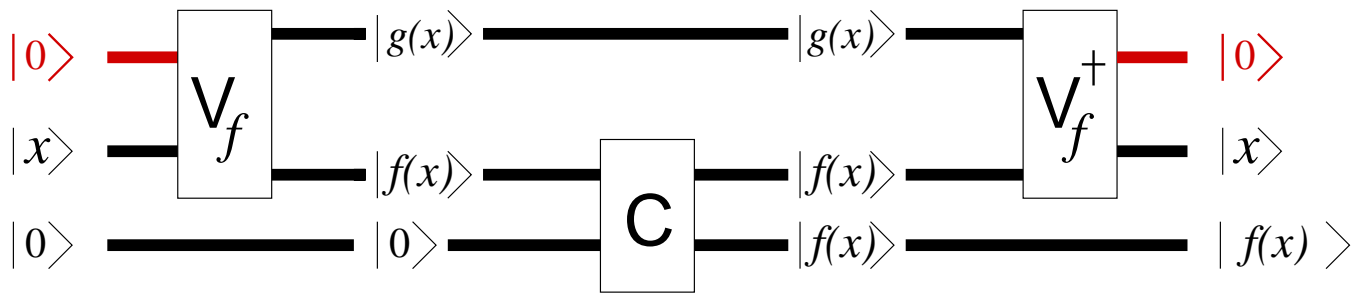 |0⟩ V_f |g(x)⟩ |g(x)⟩ V_f^† |0⟩
|x⟩ |f(x)⟩ C |f(x)⟩ |x⟩
|0⟩ |0⟩ |f(x)⟩ | f(x) ⟩